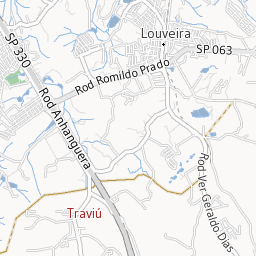 SP 330
Louveira
SP 063
Rod Romildo Prado
Rod Anhanguera
Rod Ver Geraldo Dias
Traviú